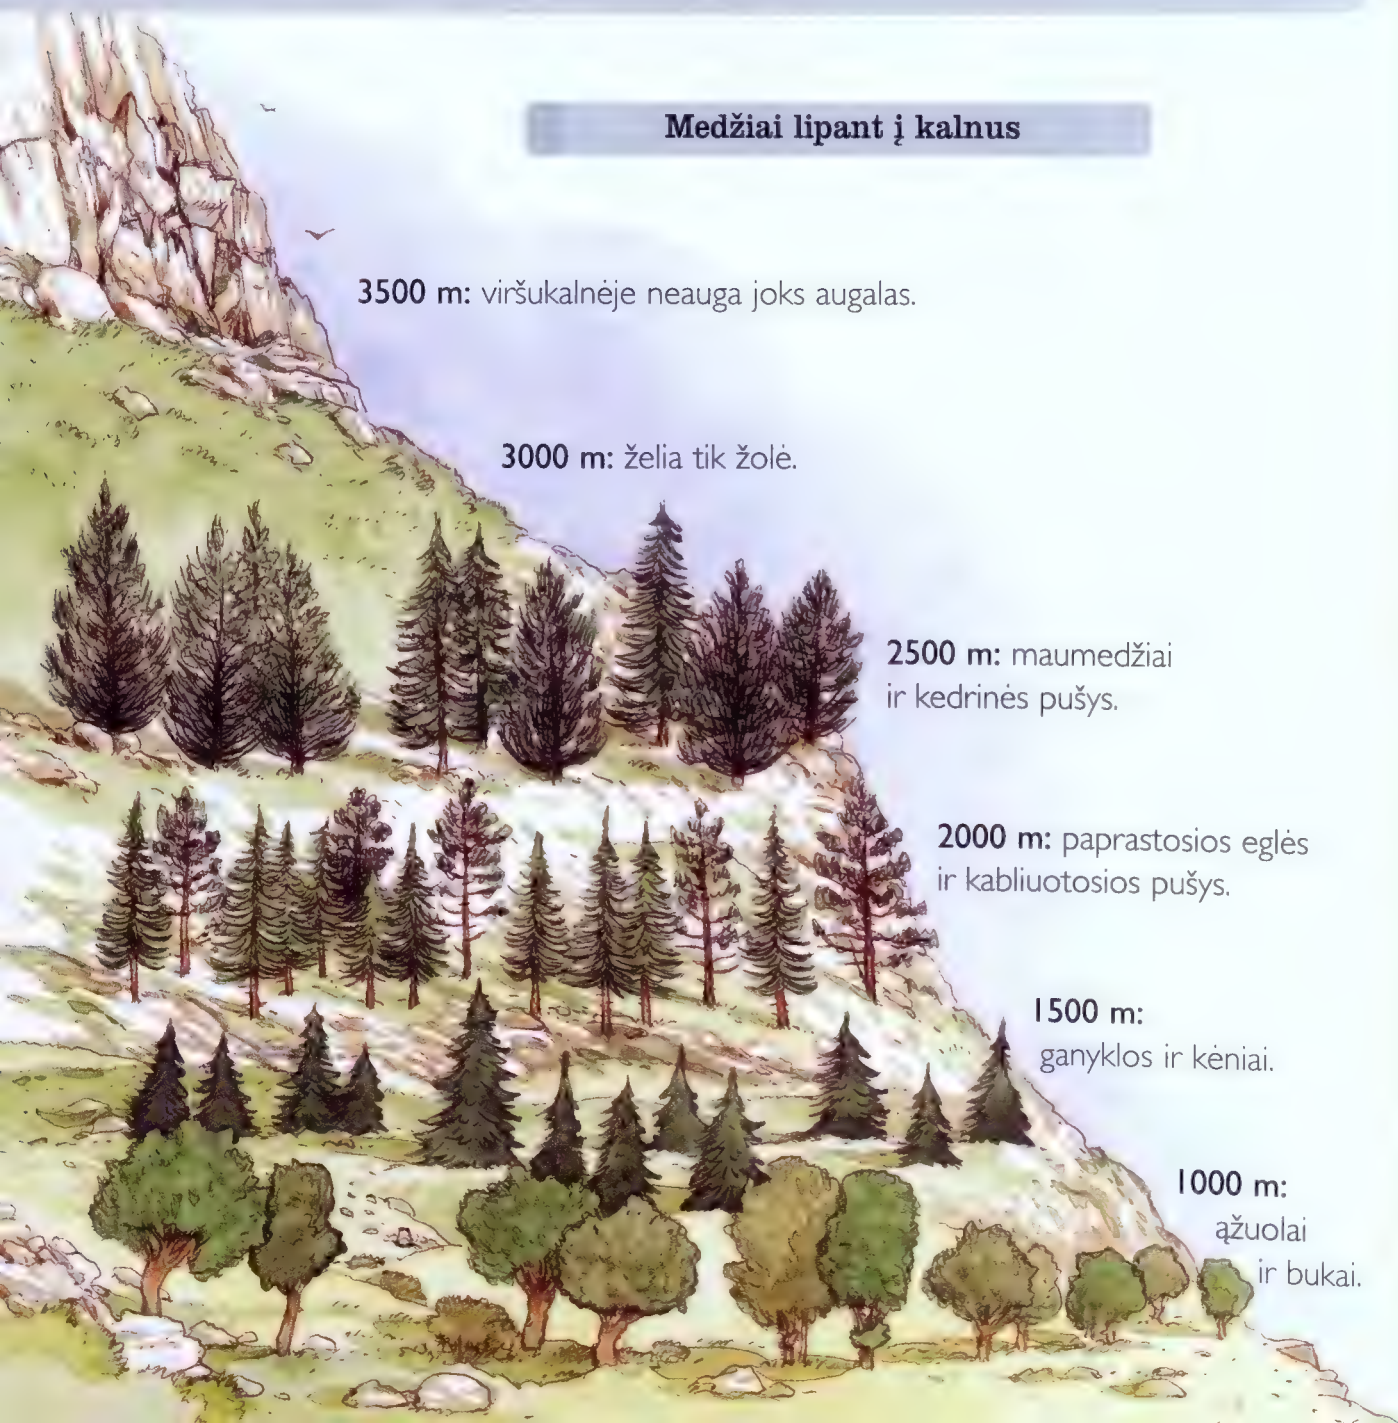 Medžiai lipant į kalnus
3500 m: viršukalnėje neauga joks augalas.
3000 m: želia tik žolė.
2500 m: maumedžiai
ir kedrinės pušys.
2000 m: paprastosios eglės
ir kabliuotosios pušys.
1500 m:
ganyklos ir kėniai.
1000 m:
ąžuolai
ir bukai.